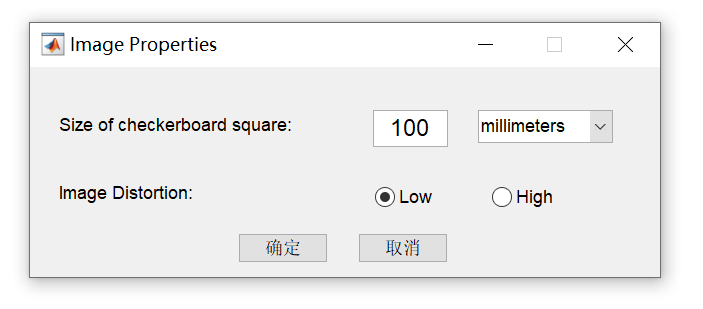 Image Properties
Size of checkerboard square: 100 millimeters
Image Distortion: Low High
确定 取消